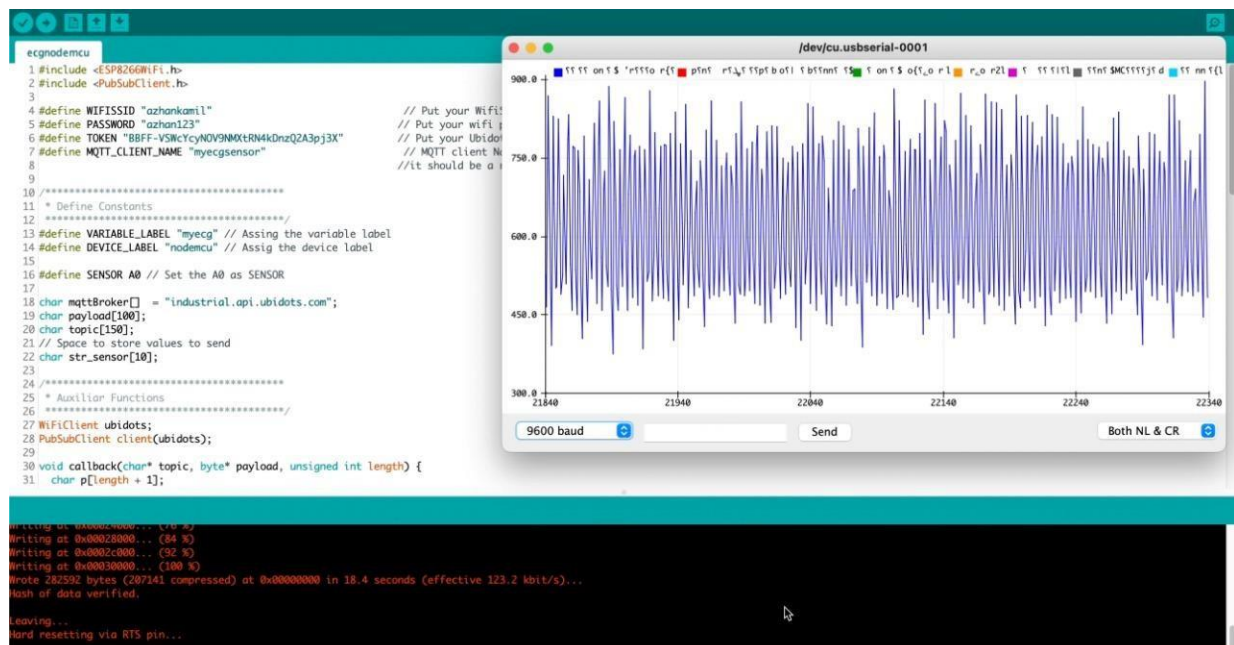 ecgnodemcu
1 #include <ESP8266WiFi.h>
2 #include <PubSubClient.h>
3
4 #define WIFISSID "azhankamil" // Put your WifiS
5 #define PASSWORD "azhan123" // Put your wifi p
6 #define TOKEN "BBFF-VSWcYcyNOV9NMXtRN4kDnzQ2A3pj3X" // Put your Ubidot
7 #define MQTT_CLIENT_NAME "myecgsensor" // MQTT client Na
8 //it should be a r
9
10 /****************************************
11 * Define Constants
12 ****************************************/
13 #define VARIABLE_LABEL "myecg" // Assing the variable label
14 #define DEVICE_LABEL "nodemcu" // Assig the device label
15
16 #define SENSOR A0 // Set the A0 as SENSOR
17
18 char mqttBroker[] = "industrial.api.ubidots.com";
19 char payload[100];
20 char topic[150];
21 // Space to store values to send
22 char str_sensor[10];
23
24 /****************************************
25 * Auxiliar Functions
26 ****************************************/
27 WiFiClient ubidots;
28 PubSubClient client(ubidots);
29
30 void callback(char* topic, byte* payload, unsigned int length) {
31 char p[length + 1];
/dev/cu.usbserial-0001
900.0
750.0
600.0
450.0
300.0
21840 21940 22040 22140 22240 22340
9600 baud Send Both NL & CR
Writing at 0x00024000... (76 %)
Writing at 0x00028000... (84 %)
Writing at 0x0002c000... (92 %)
Writing at 0x00030000... (100 %)
Wrote 282592 bytes (207141 compressed) at 0x00000000 in 18.4 seconds (effective 123.2 kbit/s)...
Hash of data verified.
Leaving...
Hard resetting via RTS pin...